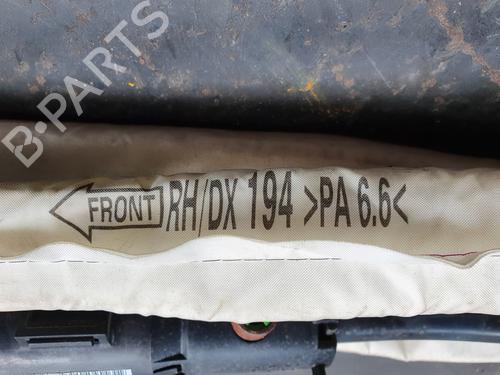 B-PARTS
FRONT RH/DX 194 >PA 6.6<